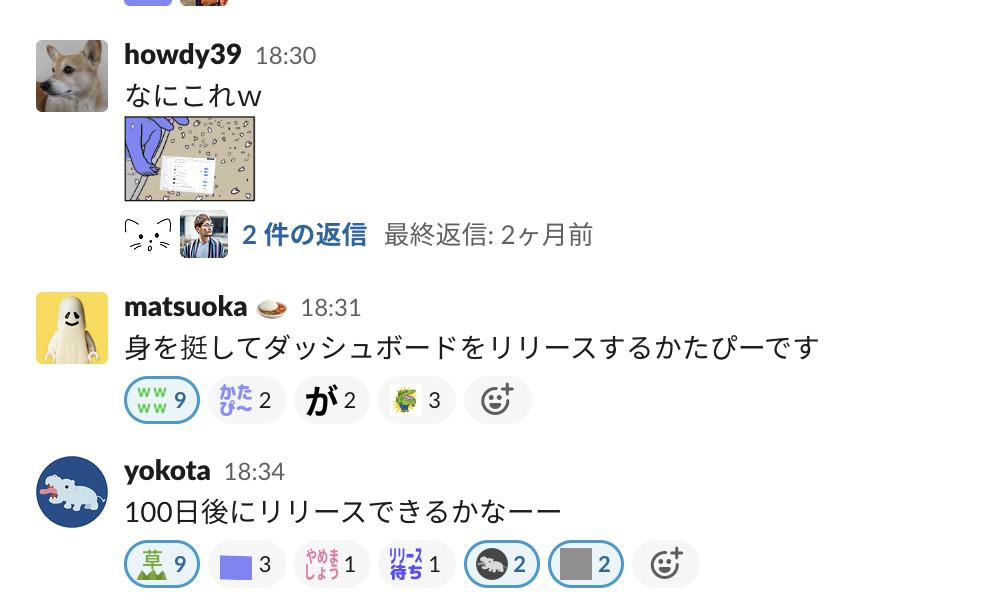 howdy39 18:30
なにこれw
2 件の返信 最終返信: 2ヶ月前
matsuoka 18:31
身を挺してダッシュボードをリリースするかたぴーです
ww
ww 9 かた
ぴ〜 2 が 2 3
yokota 18:34
100日後にリリースできるかなーー
草 9 3 やめま
しょう 1 リリース
待ち 1 2 2